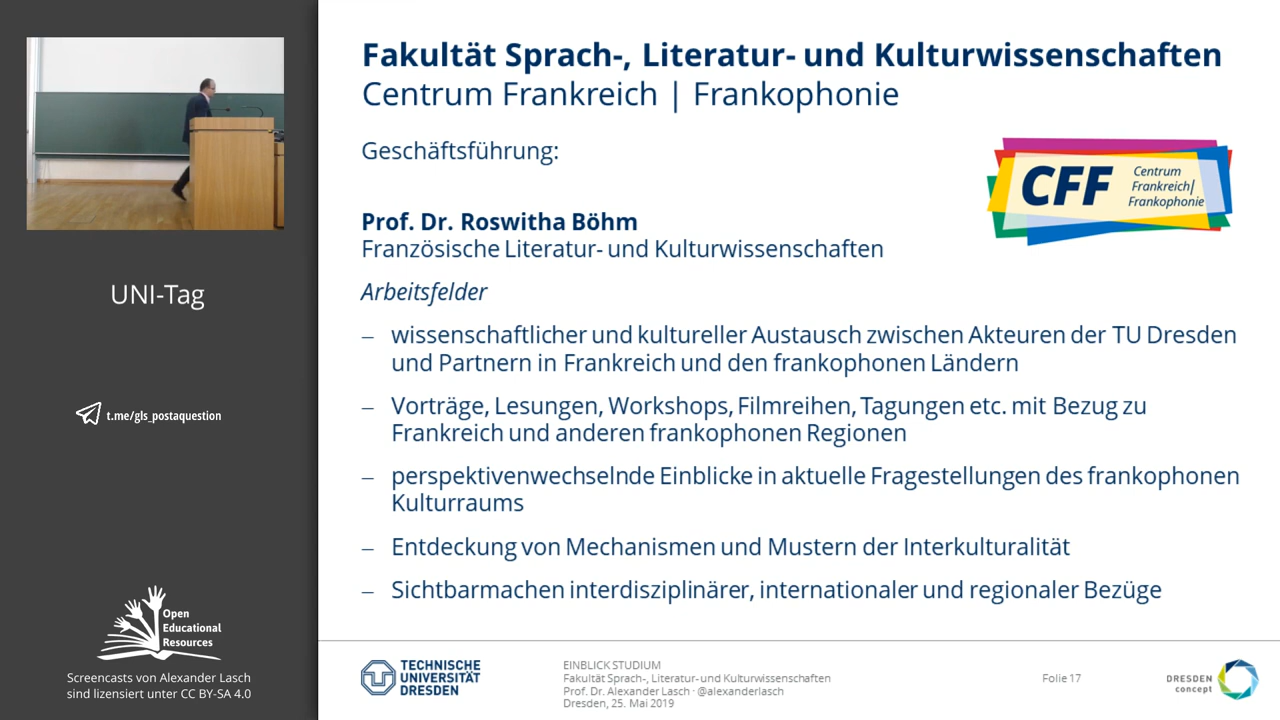 UNI-Tag
t.me/gls_postaquestion
Open
Educational
Resources
Screencasts von Alexander Lasch
sind lizensiert unter CC BY-SA 4.0
Fakultät Sprach-, Literatur- und Kulturwissenschaften
Centrum Frankreich | Frankophonie
Geschäftsführung:
CFF
Centrum
Frankreich|
Frankophonie
Prof. Dr. Roswitha Böhm
Französische Literatur- und Kulturwissenschaften
Arbeitsfelder
– wissenschaftlicher und kultureller Austausch zwischen Akteuren der TU Dresden
und Partnern in Frankreich und den frankophonen Ländern
– Vorträge, Lesungen, Workshops, Filmreihen, Tagungen etc. mit Bezug zu
Frankreich und anderen frankophonen Regionen
– perspektivenwechselnde Einblicke in aktuelle Fragestellungen des frankophonen
Kulturraums
– Entdeckung von Mechanismen und Mustern der Interkulturalität
– Sichtbarmachen interdisziplinärer, internationaler und regionaler Bezüge
TECHNISCHE
UNIVERSITÄT
DRESDEN
EINBLICK STUDIUM
Fakultät Sprach-, Literatur- und Kulturwissenschaften
Prof. Dr. Alexander Lasch · @alexanderlasch
Dresden, 25. Mai 2019
Folie 17
DRESDEN
concept